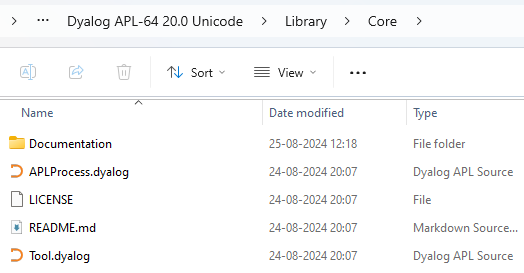 > ··· Dyalog APL-64 20.0 Unicode > Library > Core >
Sort View ···
Name Date modified Type
Documentation 25-08-2024 12:18 File folder
APLProcess.dyalog 24-08-2024 20:07 Dyalog APL Source
LICENSE 24-08-2024 20:07 File
README.md 24-08-2024 20:07 Markdown Source...
Tool.dyalog 24-08-2024 20:07 Dyalog APL Source